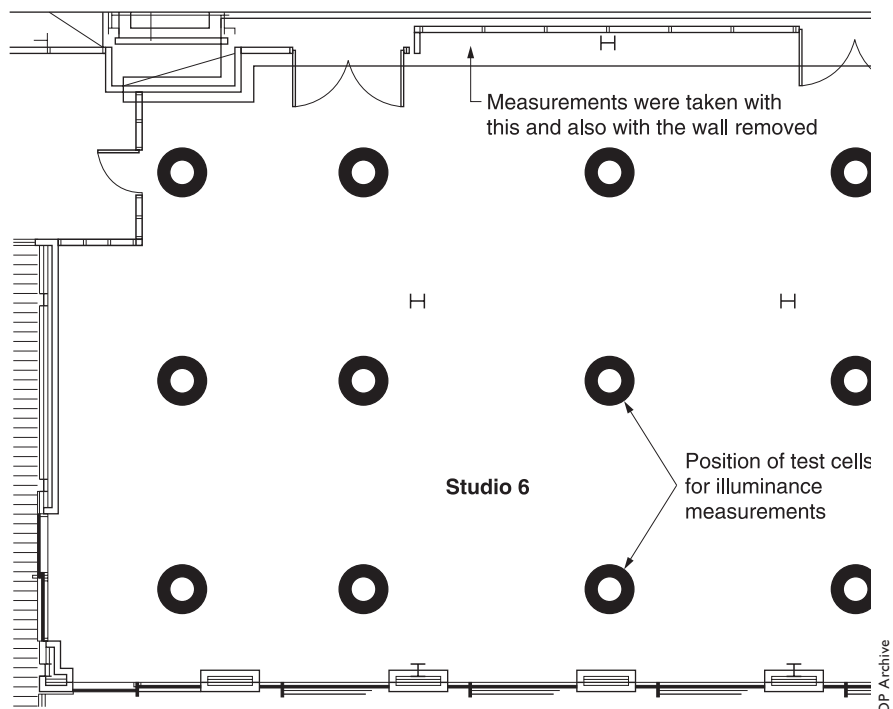 Measurements were taken with
this and also with the wall removed
Studio 6
Position of test cells
for illuminance
measurements
DP Archive